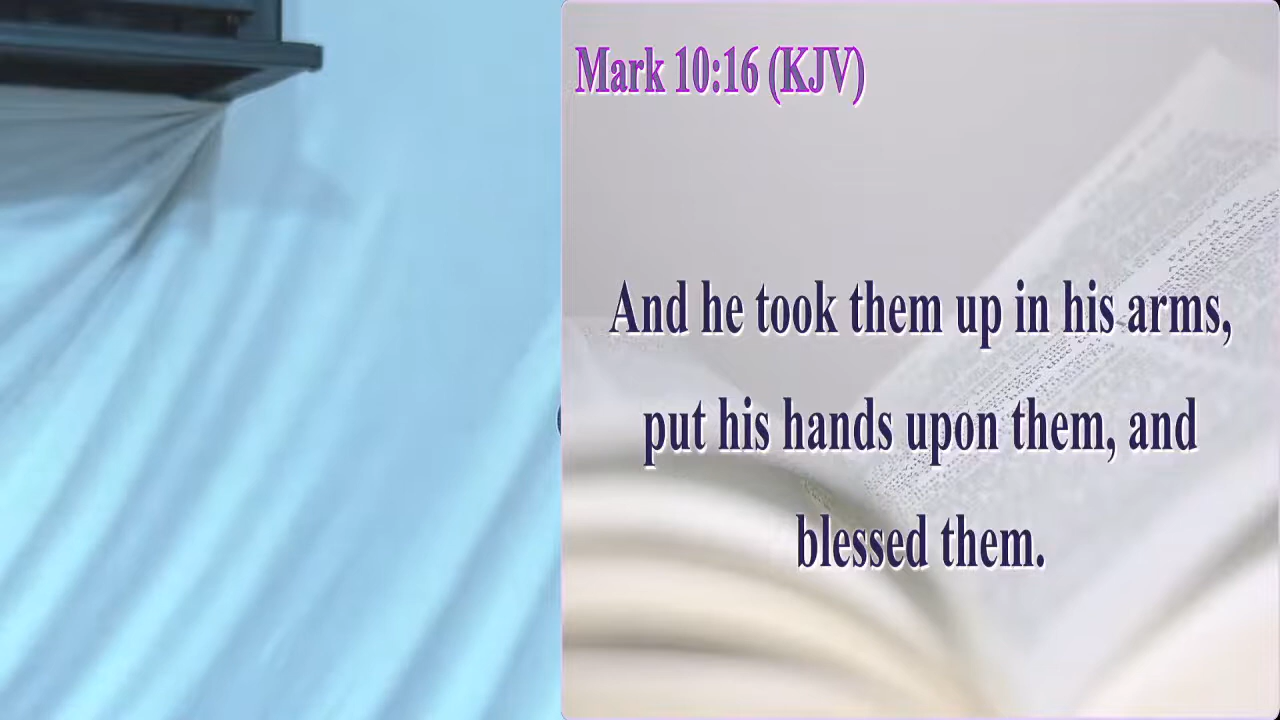 Mark 10:16 (KJV)
And he took them up in his arms,
put his hands upon them, and
blessed them.